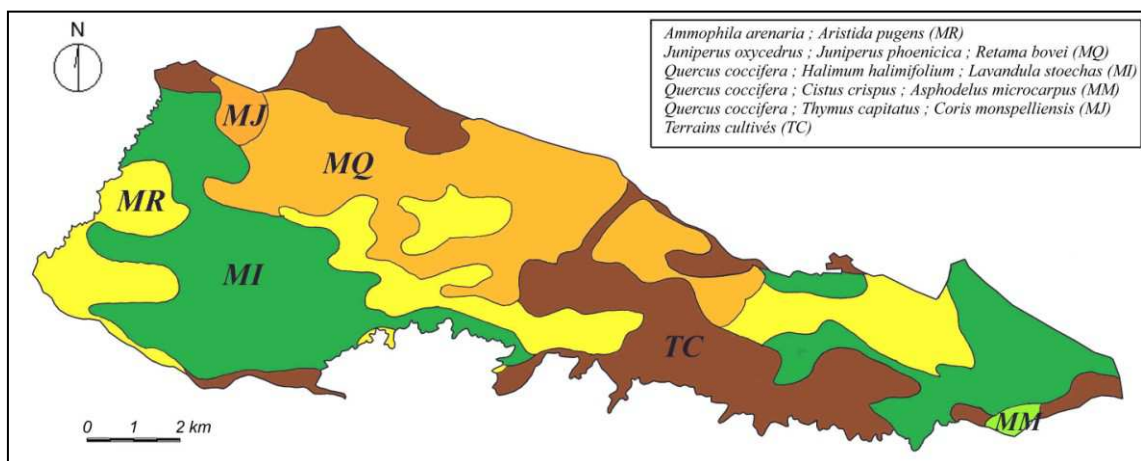 N
Ammophila arenaria ; Aristida pugens (MR)
Juniperus oxycedrus ; Juniperus phoenicica ; Retama bovei (MQ)
Quercus coccifera ; Halimum halimifolium ; Lavandula stoechas (MI)
Quercus coccifera ; Cistus crispus ; Asphodelus microcarpus (MM)
Quercus coccifera ; Thymus capitatus ; Coris monspelliensis (MJ)
Terrains cultivés (TC)
MJ
MQ
MR
MI
TC
MM
0 1 2 km